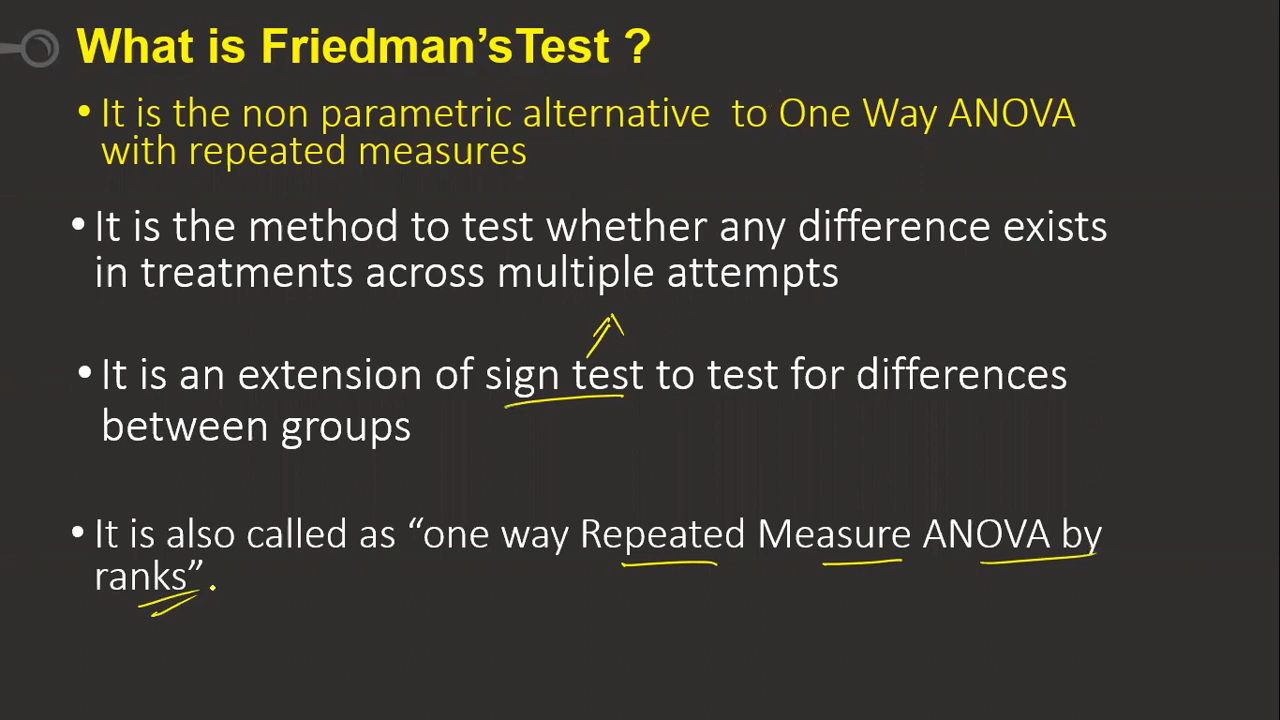 What is Friedman'sTest ?
• It is the non parametric alternative to One Way ANOVA
with repeated measures
• It is the method to test whether any difference exists
in treatments across multiple attempts
• It is an extension of sign test to test for differences
between groups
• It is also called as “one way Repeated Measure ANOVA by
ranks”.